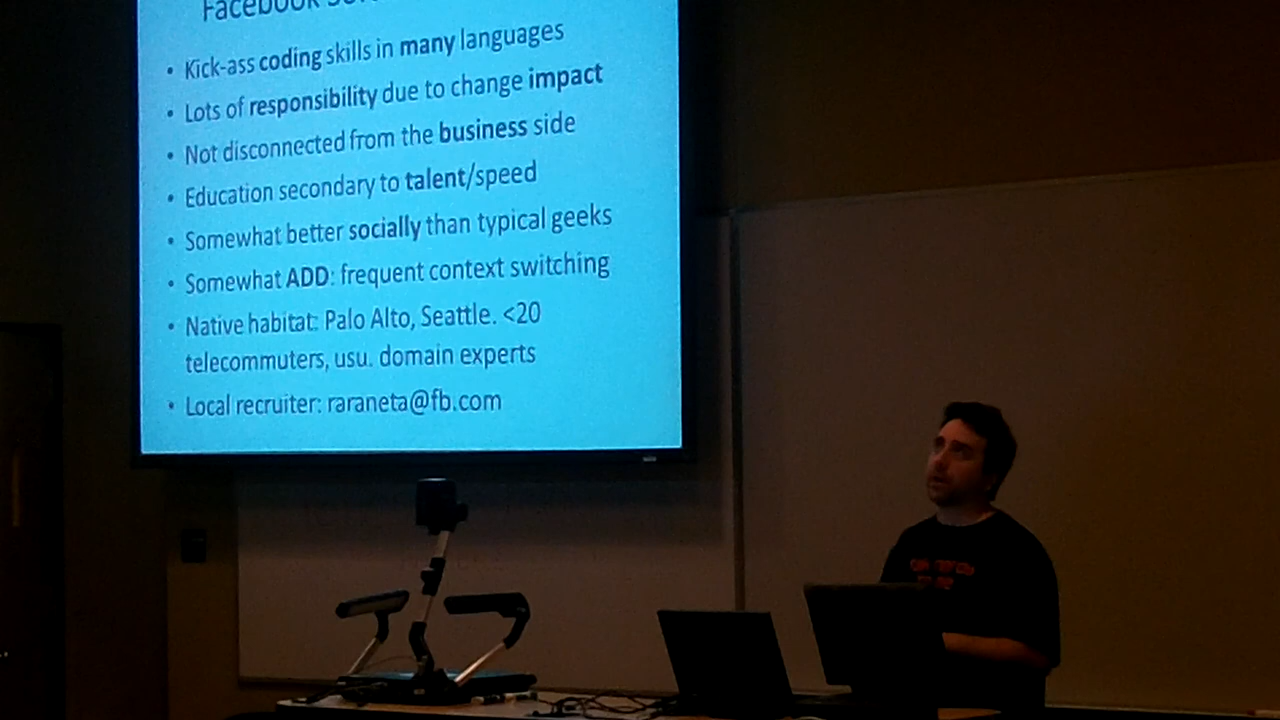 Facebook
• Kick-ass coding skills in many languages
• Lots of responsibility due to change impact
• Not disconnected from the business side
• Education secondary to talent/speed
• Somewhat better socially than typical geeks
• Somewhat ADD: frequent context switching
• Native habitat: Palo Alto, Seattle. <20
telecommuters, usu. domain experts
• Local recruiter: raraneta@fb.com